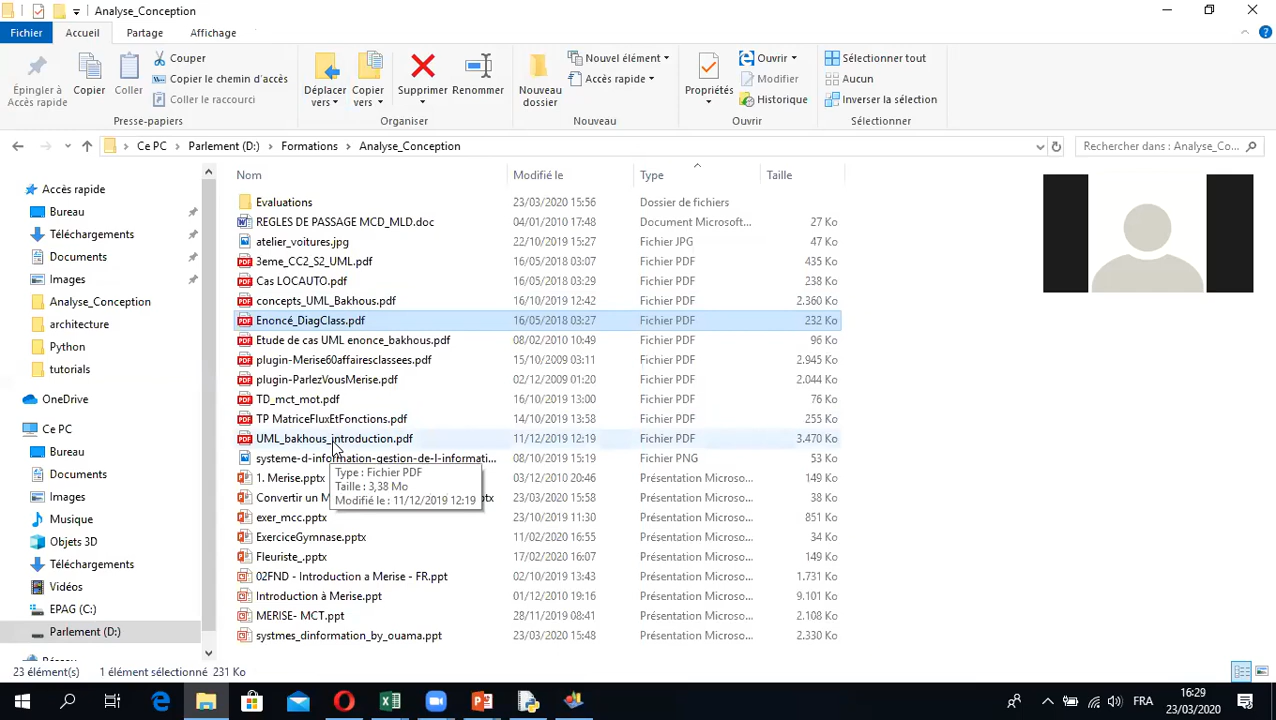 Analyse_Conception
Fichier Accueil Partage Affichage
Épingler à Accès rapide
Copier
Coller
Couper
Copier le chemin d'accès
Coller le raccourci
Presse-papiers
Déplacer vers
Copier vers
Supprimer
Renommer
Organiser
Nouveau dossier
Nouvel élément
Accès rapide
Nouveau
Propriétés
Ouvrir
Modifier
Historique
Ouvrir
Sélectionner tout
Aucun
Inverser la sélection
Sélectionner
Ce PC > Parlement (D:) > Formations > Analyse_Conception
Rechercher dans : Analyse_Co...
Accès rapide
Bureau
Téléchargements
Documents
Images
Analyse_Conception
architecture
Python
tutorials
OneDrive
Ce PC
Bureau
Documents
Images
Musique
Objets 3D
Téléchargements
Vidéos
EPAG (C:)
Parlement (D:)
Nom Modifié le Type Taille
Evaluations 23/03/2020 15:56 Dossier de fichiers
REGLES DE PASSAGE MCD_MLD.doc 04/01/2010 17:48 Document Microsoft... 27 Ko
atelier_voitures.jpg 22/10/2019 15:27 Fichier JPG 47 Ko
3eme_CC2_S2_UML.pdf 16/05/2018 03:07 Fichier PDF 435 Ko
Cas LOCAUTO.pdf 16/05/2018 03:29 Fichier PDF 238 Ko
concepts_UML_Bakhous.pdf 16/10/2019 12:42 Fichier PDF 2.360 Ko
Enoncé_DiagClass.pdf 16/05/2018 03:27 Fichier PDF 232 Ko
Etude de cas UML enonce_bakhous.pdf 08/02/2010 10:49 Fichier PDF 96 Ko
plugin-Merise60affairesclassees.pdf 15/10/2009 03:11 Fichier PDF 2.945 Ko
plugin-ParlezVousMerise.pdf 02/12/2009 01:20 Fichier PDF 2.044 Ko
TD_mct_mot.pdf 16/10/2019 13:00 Fichier PDF 76 Ko
TP MatriceFluxEtFonctions.pdf 14/10/2019 13:58 Fichier PDF 255 Ko
UML_bakhous_introduction.pdf 11/12/2019 12:19 Fichier PDF 3.470 Ko
systeme-d-information-gestion-de-l-informati... 08/10/2019 15:19 Fichier PNG 53 Ko
1. Merise.pptx 03/12/2010 20:46 Présentation Microso... 149 Ko
Convertir un M ptx 23/03/2020 15:58 Présentation Microso... 38 Ko
exer_mcc.pptx 23/10/2019 11:30 Présentation Microso... 851 Ko
ExerciceGymnase.pptx 11/02/2020 16:55 Présentation Microso... 34 Ko
Fleuriste_.pptx 17/02/2020 16:07 Présentation Microso... 149 Ko
02FND - Introduction a Merise - FR.ppt 02/10/2019 13:43 Présentation Microso... 1.731 Ko
Introduction à Merise.ppt 01/12/2010 19:16 Présentation Microso... 9.101 Ko
MERISE- MCT.ppt 28/11/2019 08:41 Présentation Microso... 2.108 Ko
systmes_dinformation_by_ouama.ppt 23/03/2020 15:48 Présentation Microso... 2.330 Ko
Type : Fichier PDF
Taille : 3,38 Mo
Modifié le : 11/12/2019 12:19
23 élément(s) 1 élément sélectionné 231 Ko
FRA
16:29
23/03/2020